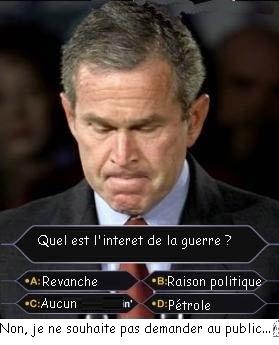 Quel est l'interet de la guerre ?
A: Revanche
B: Raison politique
C: Aucun in'
D: Pétrole
Non, je ne souhaite pas demander au public...